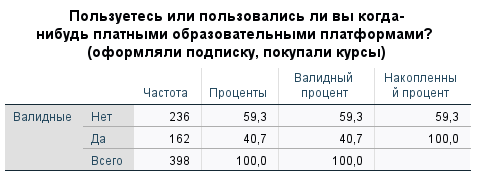 Пользуетесь или пользовались ли вы когда-
нибудь платными образовательными платформами?
(оформляли подписку, покупали курсы)
Частота Проценты Валидный процент Накопленны й процент
Валидные Нет 236 59,3 59,3 59,3
Да 162 40,7 40,7 100,0
Всего 398 100,0 100,0